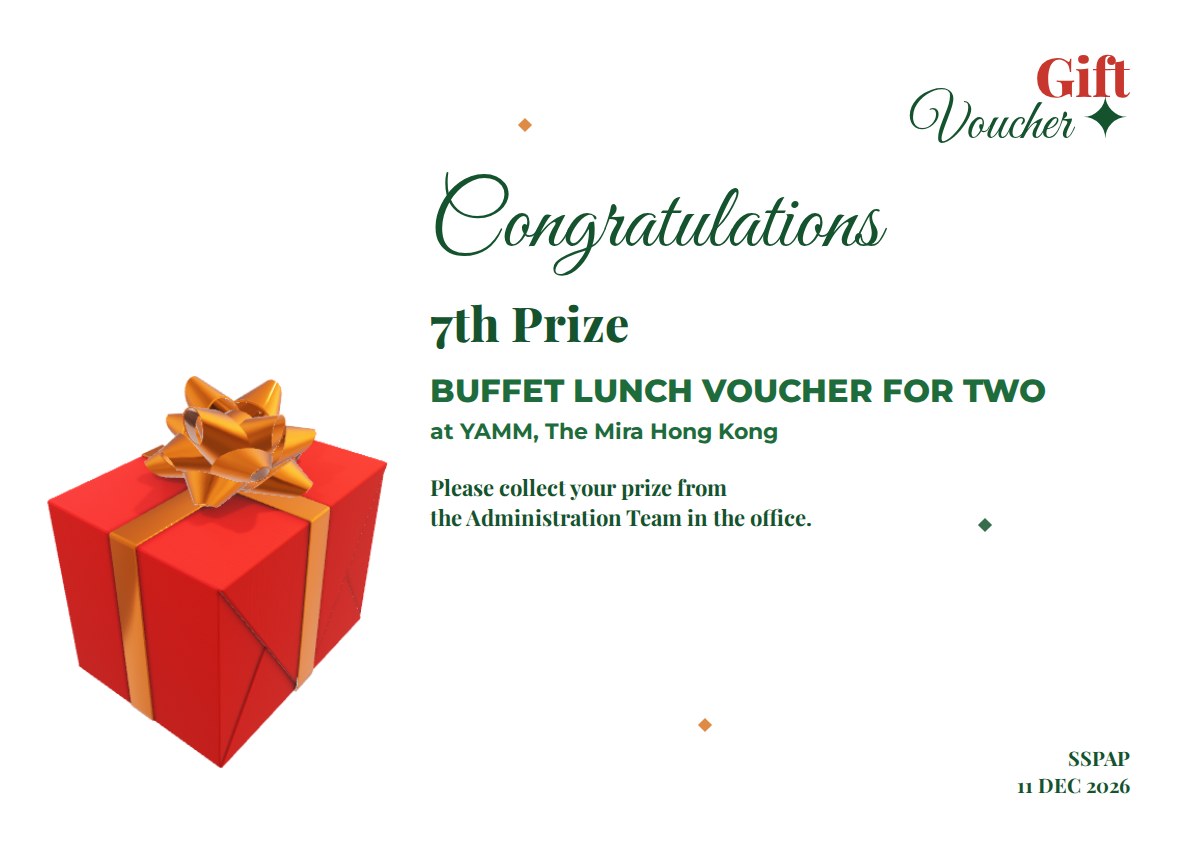 Gift
Voucher
Congratulations
7th Prize
BUFFET LUNCH VOUCHER FOR TWO
at YAMM, The Mira Hong Kong
Please collect your prize from
the Administration Team in the office.
SSPAP
11 DEC 2026